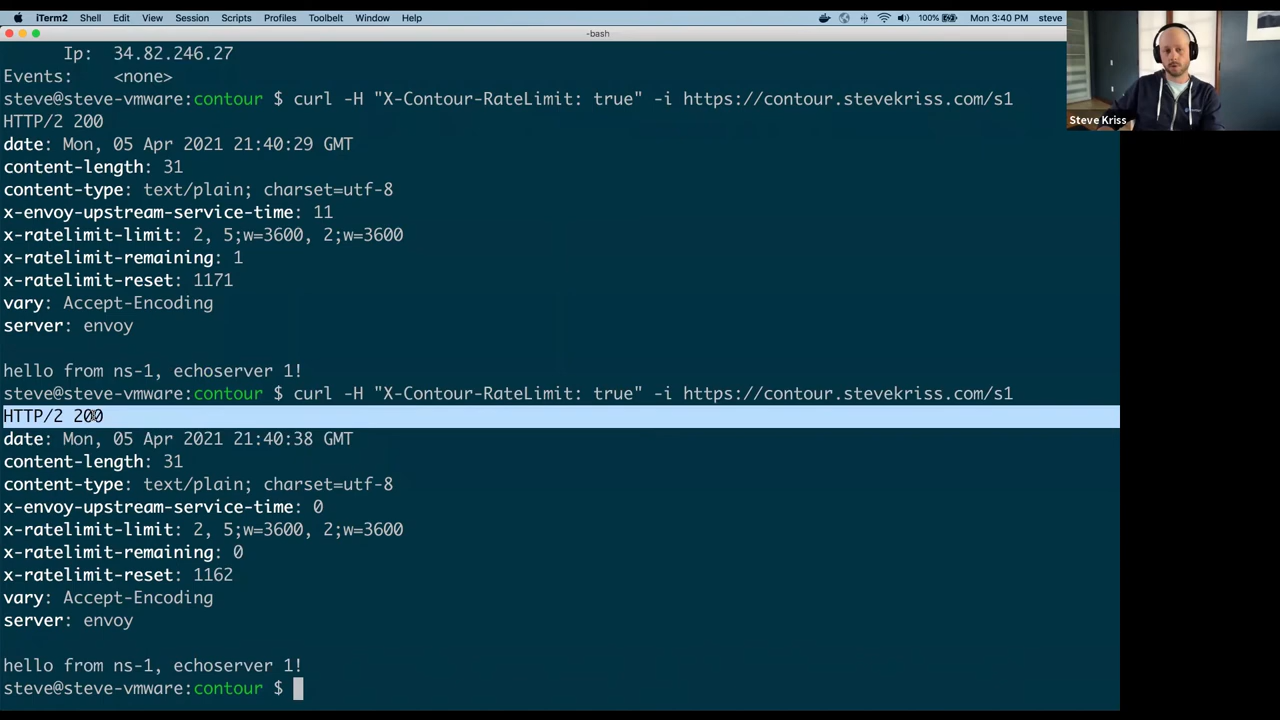 iTerm2 Shell Edit View Session Scripts Profiles Toolbelt Window Help 100% Mon 3:40 PM steve
-bash
Ip: 34.82.246.27
Events: <none>
steve@steve-vmware:contour $ curl -H "X-Contour-RateLimit: true" -i https://contour.stevekriss.com/s1
HTTP/2 200
date: Mon, 05 Apr 2021 21:40:29 GMT
content-length: 31
content-type: text/plain; charset=utf-8
x-envoy-upstream-service-time: 11
x-ratelimit-limit: 2, 5;w=3600, 2;w=3600
x-ratelimit-remaining: 1
x-ratelimit-reset: 1171
vary: Accept-Encoding
server: envoy
hello from ns-1, echoserver 1!
steve@steve-vmware:contour $ curl -H "X-Contour-RateLimit: true" -i https://contour.stevekriss.com/s1
HTTP/2 200
date: Mon, 05 Apr 2021 21:40:38 GMT
content-length: 31
content-type: text/plain; charset=utf-8
x-envoy-upstream-service-time: 0
x-ratelimit-limit: 2, 5;w=3600, 2;w=3600
x-ratelimit-remaining: 0
x-ratelimit-reset: 1162
vary: Accept-Encoding
server: envoy
hello from ns-1, echoserver 1!
steve@steve-vmware:contour $
Steve Kriss